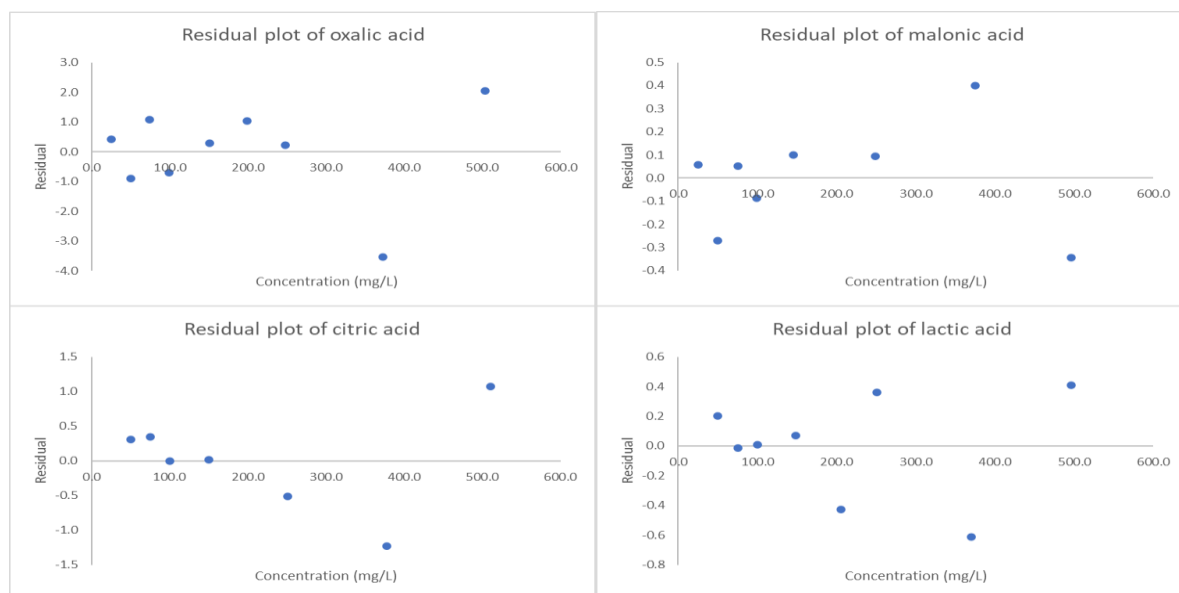 Residual plot of oxalic acid
3.0
2.0
1.0
0.0
-1.0
-2.0
-3.0
-4.0
0.0 100.0 200.0 300.0 400.0 500.0 600.0
Residual
Concentration (mg/L)
Residual plot of malonic acid
0.5
0.4
0.3
0.2
0.1
0.0
-0.1
-0.2
-0.3
-0.4
0.0 100.0 200.0 300.0 400.0 500.0 600.0
Residual
Concentration (mg/L)
Residual plot of citric acid
1.5
1.0
0.5
0.0
-0.5
-1.0
-1.5
0.0 100.0 200.0 300.0 400.0 500.0 600.0
Residual
Concentration (mg/L)
Residual plot of lactic acid
0.6
0.4
0.2
0.0
-0.2
-0.4
-0.6
-0.8
0.0 100.0 200.0 300.0 400.0 500.0 600.0
Residual
Concentration (mg/L)